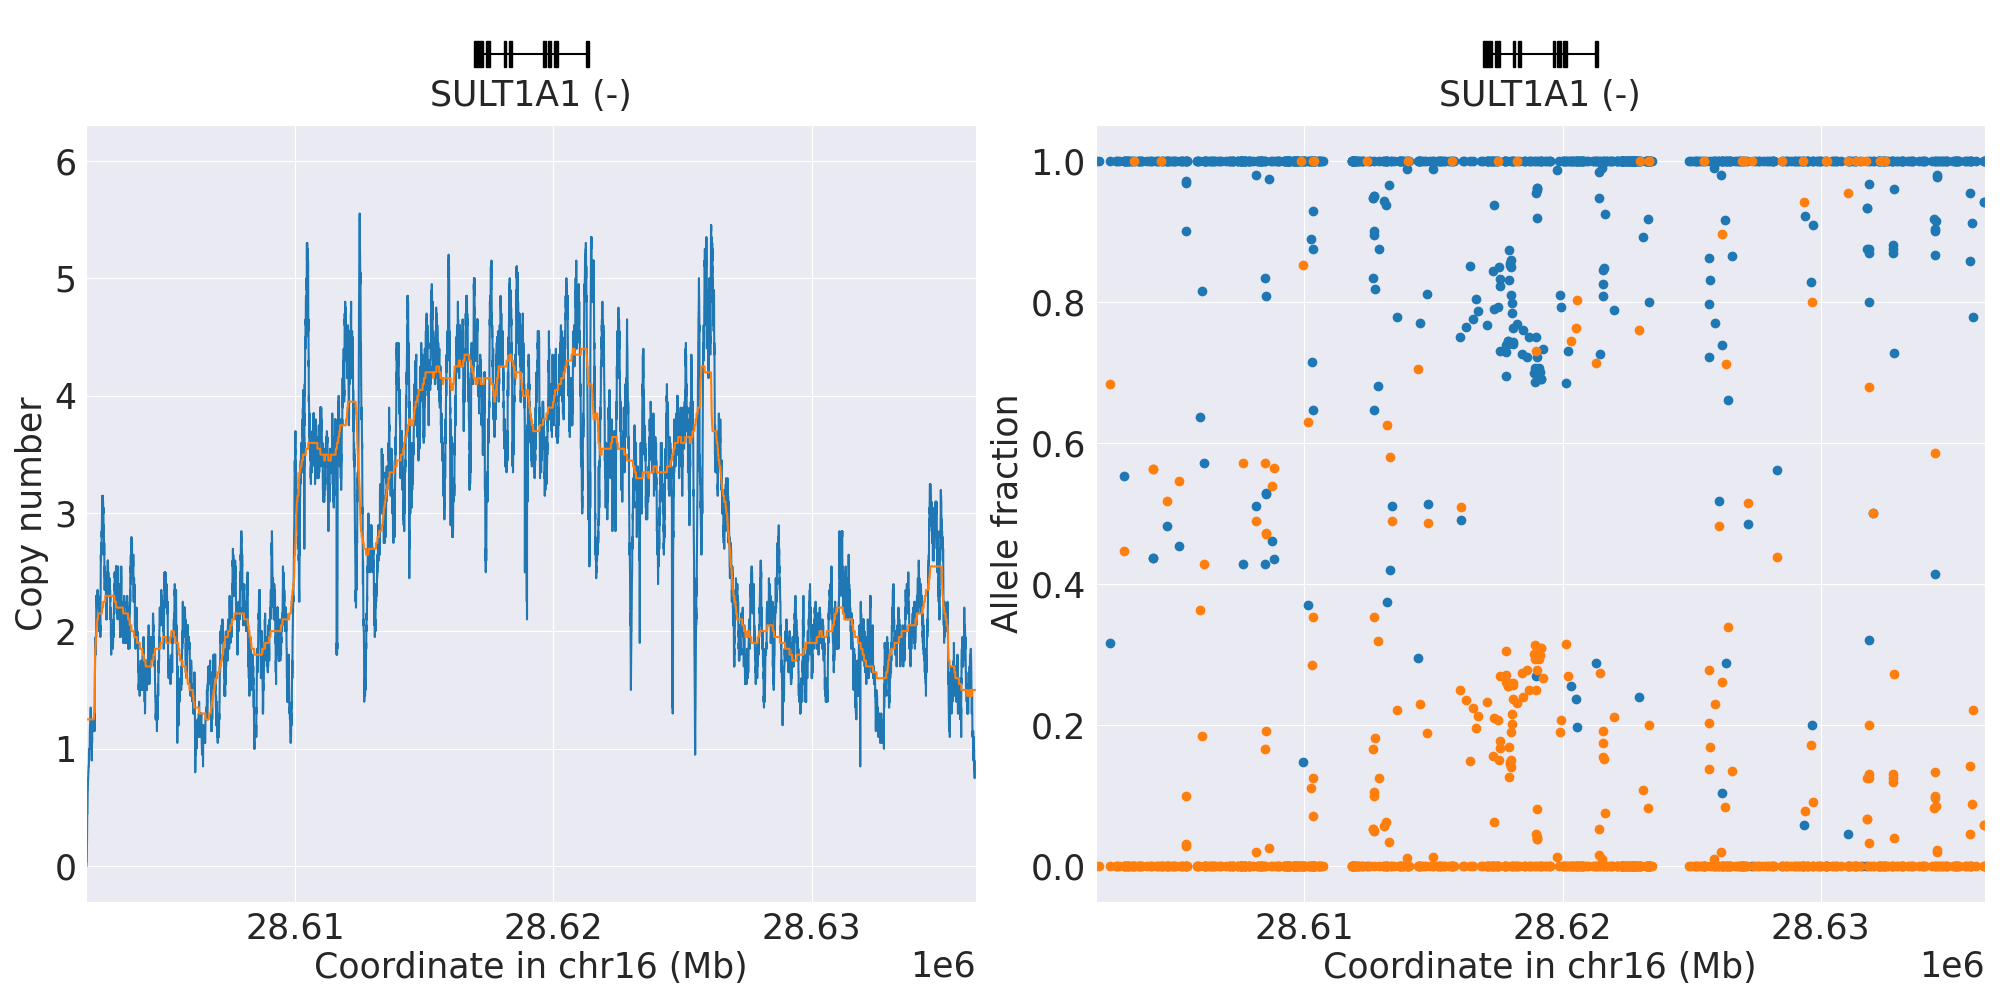 SULT1A1 (-)
6
5
4
3
2
1
0
Copy number
28.61
28.62
28.63
Coordinate in chr16 (Mb)
1e6
SULT1A1 (-)
1.0
0.8
0.6
0.4
0.2
0.0
Allele fraction
28.61
28.62
28.63
Coordinate in chr16 (Mb)
1e6